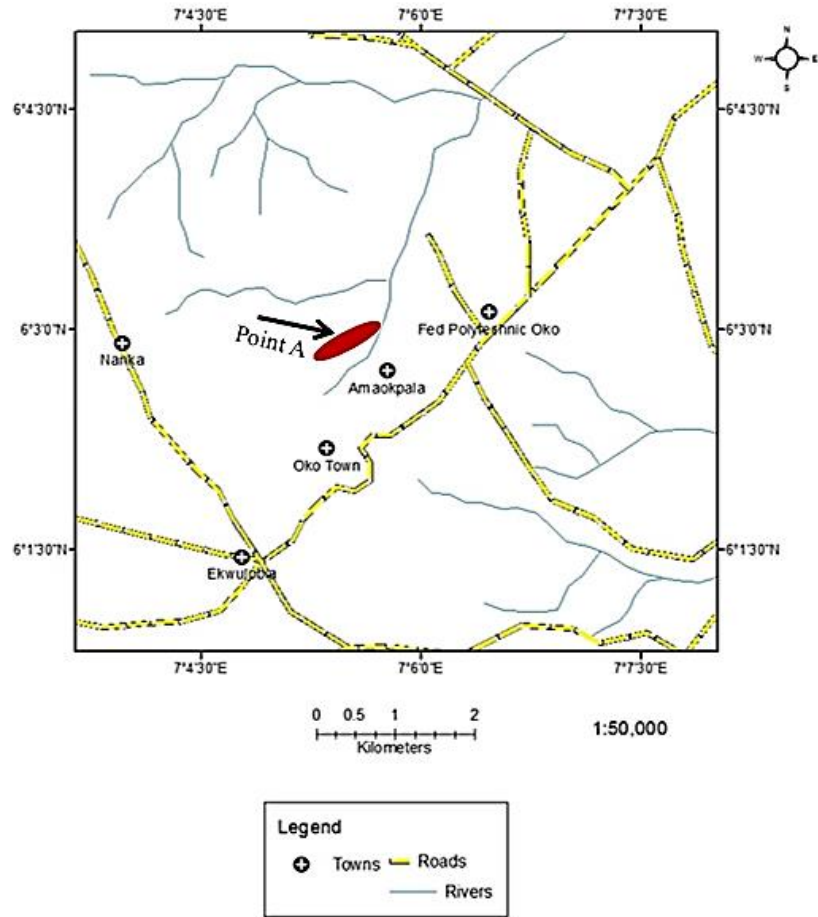 7°4'30"E 7°6'0"E 7°7'30"E
N
W E
S
6°4'30"N 6°4'30"N
Fed Polyteshnic Oko
6°3'0"N 6°3'0"N
Point A
Nanka
Amaokpala
Oko Town
6°1'30"N 6°1'30"N
Ekwulobia
7°4'30"E 7°6'0"E 7°7'30"E
0 0.5 1 2
Kilometers
1:50,000
Legend
Towns Roads
Rivers